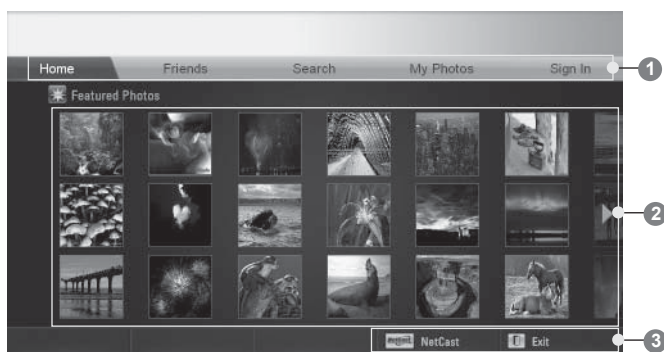 Home Friends Search My Photos Sign In
1
Featured Photos
2
NetCast Exit
3